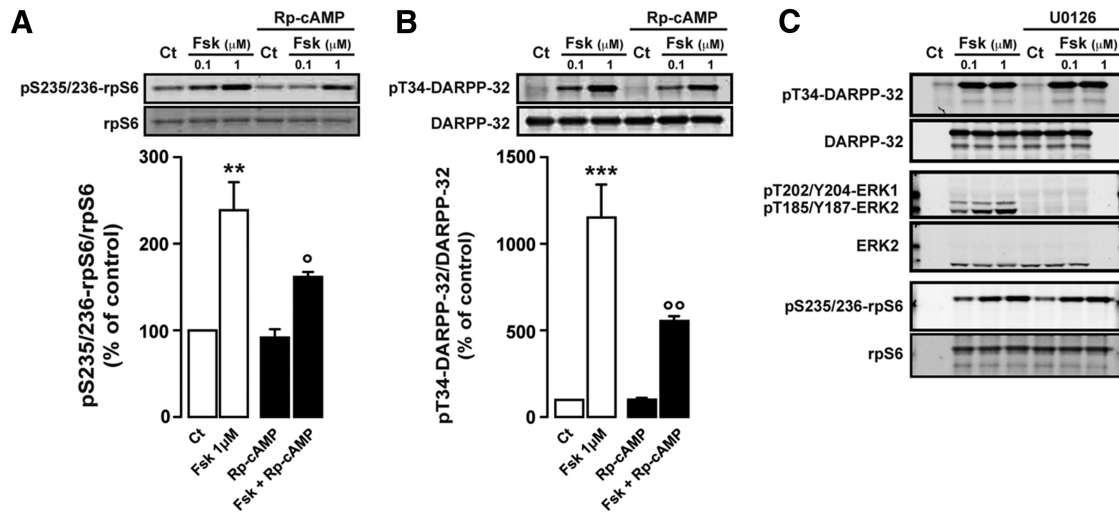 A
Rp-cAMP
Ct
Fsk (μM)
Ct
Fsk (μM)
0.1
1
0.1
1
pS235/236-rpS6
rpS6
pS235/236-rpS6/rpS6
(% of control)
300
200
100
0
**
°
Ct
Fsk 1μM
Rp-cAMP
Fsk + Rp-cAMP
B
Rp-cAMP
Ct
Fsk (μM)
Ct
Fsk (μM)
0.1
1
0.1
1
pT34-DARPP-32
DARPP-32
pT34-DARPP-32/DARPP-32
(% of control)
1500
1000
500
0
***
°°
Ct
Fsk 1μM
Rp-cAMP
Fsk + Rp-cAMP
C
U0126
Ct
Fsk (μM)
Ct
Fsk (μM)
0.1
1
0.1
1
pT34-DARPP-32
DARPP-32
pT202/Y204-ERK1
pT185/Y187-ERK2
ERK2
pS235/236-rpS6
rpS6